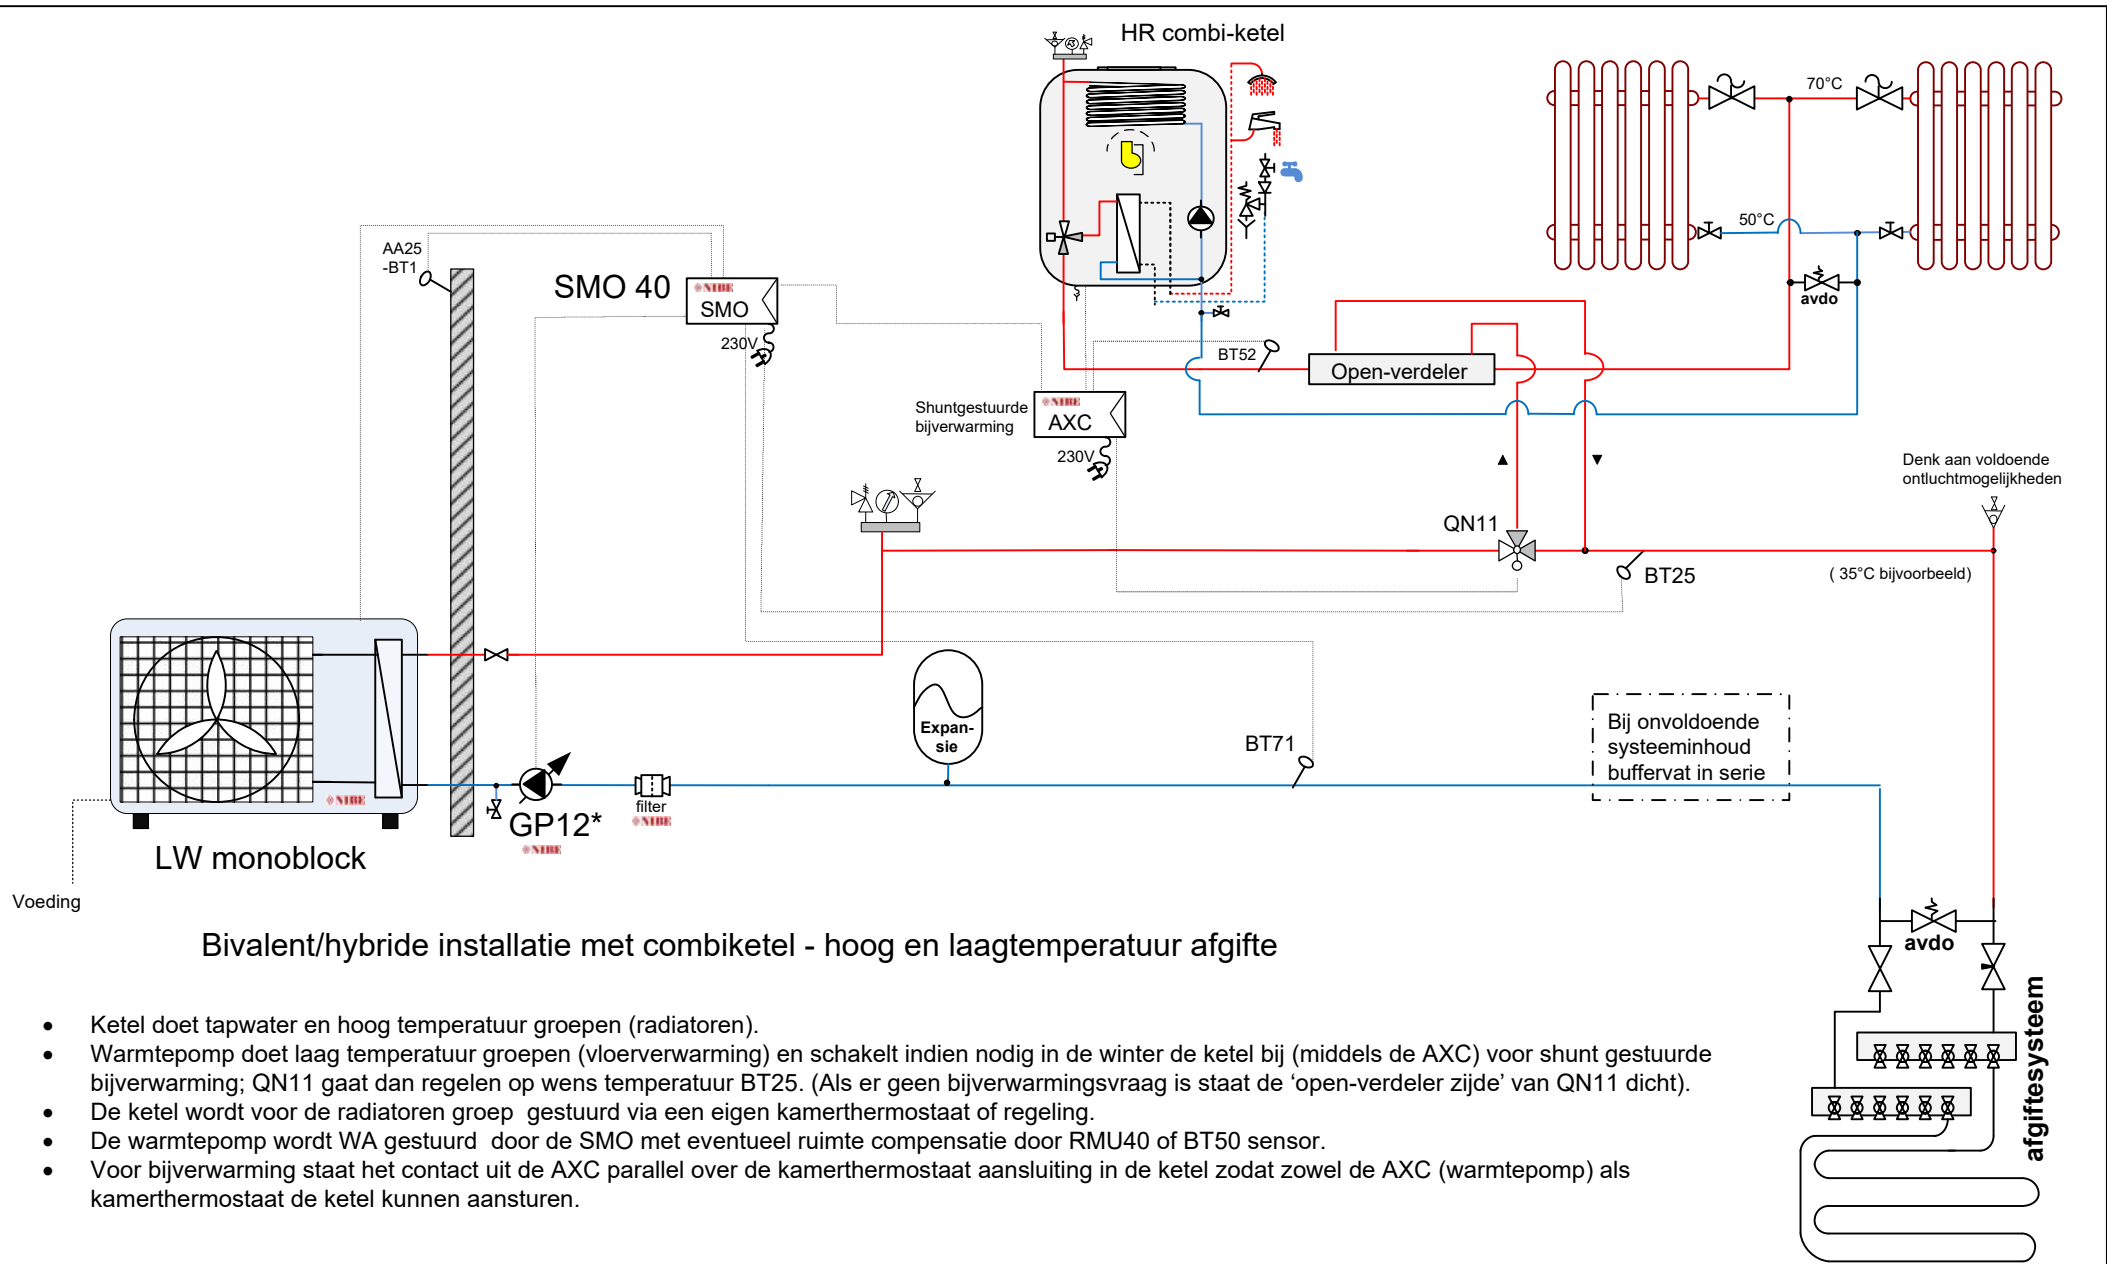 HR combi-ketel
70°C
50°C
avdo
AA25
-BT1
SMO 40
NIBE
SMO
230V
BT52
Open-verdeler
Shuntgestuurde
bijverwarming
NIBE
AXC
230V
Denk aan voldoende
ontluchtmogelijkheden
QN11
BT25
( 35°C bijvoorbeeld)
Expan-
sie
BT71
Bij onvoldoende
systeeminhoud
buffervat in serie
NIBE
filter
NIBE
GP12*
NIBE
LW monoblock
Voeding
avdo
afgiftesysteem
Bivalent/hybride installatie met combiketel - hoog en laagtemperatuur afgifte
• Ketel doet tapwater en hoog temperatuur groepen (radiatoren).
• Warmtepomp doet laag temperatuur groepen (vloerverwarming) en schakelt indien nodig in de winter de ketel bij (middels de AXC) voor shunt gestuurde
bijverwarming; QN11 gaat dan regelen op wens temperatuur BT25. (Als er geen bijverwarmingsvraag is staat de ‘open-verdeler zijde’ van QN11 dicht).
• De ketel wordt voor de radiatoren groep gestuurd via een eigen kamerthermostaat of regeling.
• De warmtepomp wordt WA gestuurd door de SMO met eventueel ruimte compensatie door RMU40 of BT50 sensor.
• Voor bijverwarming staat het contact uit de AXC parallel over de kamerthermostaat aansluiting in de ketel zodat zowel de AXC (warmtepomp) als
kamerthermostaat de ketel kunnen aansturen.